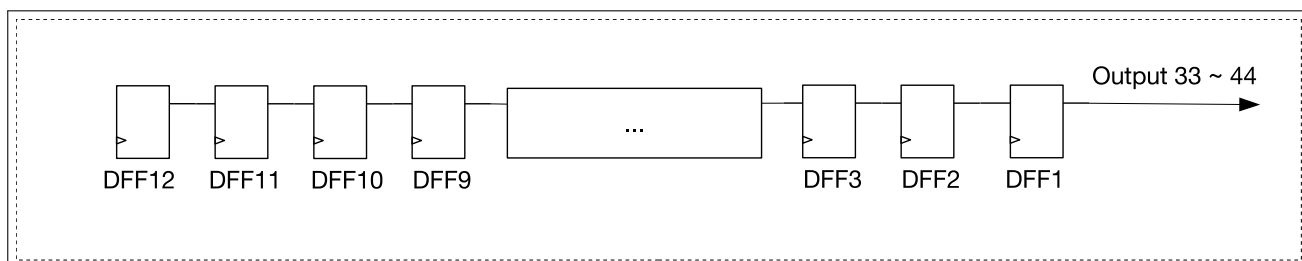 Output 33 ~ 44
...
DFF12 DFF11 DFF10 DFF9 DFF3 DFF2 DFF1